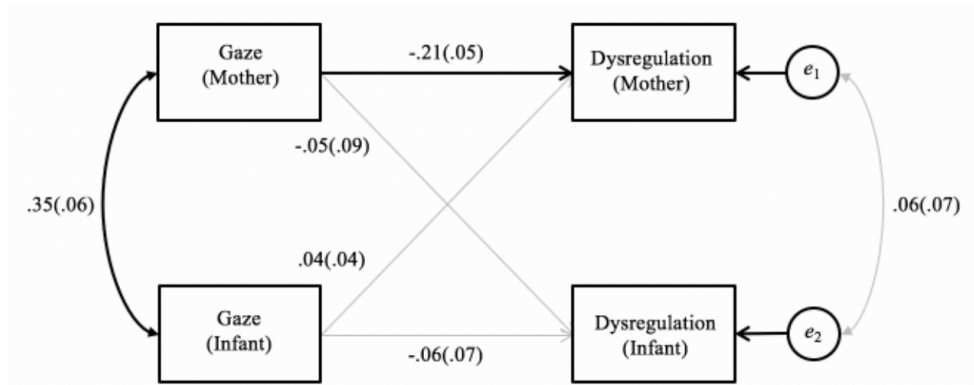 Gaze
(Mother)
-.21(.05)
Dysregulation
(Mother)
e1
-.05(.09)
.35(.06)
.06(.07)
.04(.04)
Gaze
(Infant)
-.06(.07)
Dysregulation
(Infant)
e2